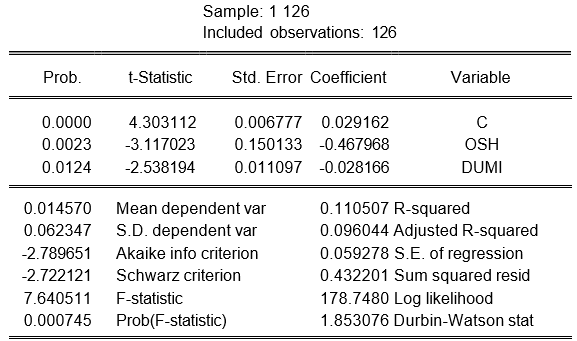 Sample: 1 126
Included observations: 126
Prob. t-Statistic Std. Error Coefficient Variable
0.0000 4.303112 0.006777 0.029162 C
0.0023 -3.117023 0.150133 -0.467968 OSH
0.0124 -2.538194 0.011097 -0.028166 DUMI
0.014570 Mean dependent var 0.110507 R-squared
0.062347 S.D. dependent var 0.096044 Adjusted R-squared
-2.789651 Akaike info criterion 0.059278 S.E. of regression
-2.722121 Schwarz criterion 0.432201 Sum squared resid
7.640511 F-statistic 178.7480 Log likelihood
0.000745 Prob(F-statistic) 1.853076 Durbin-Watson stat